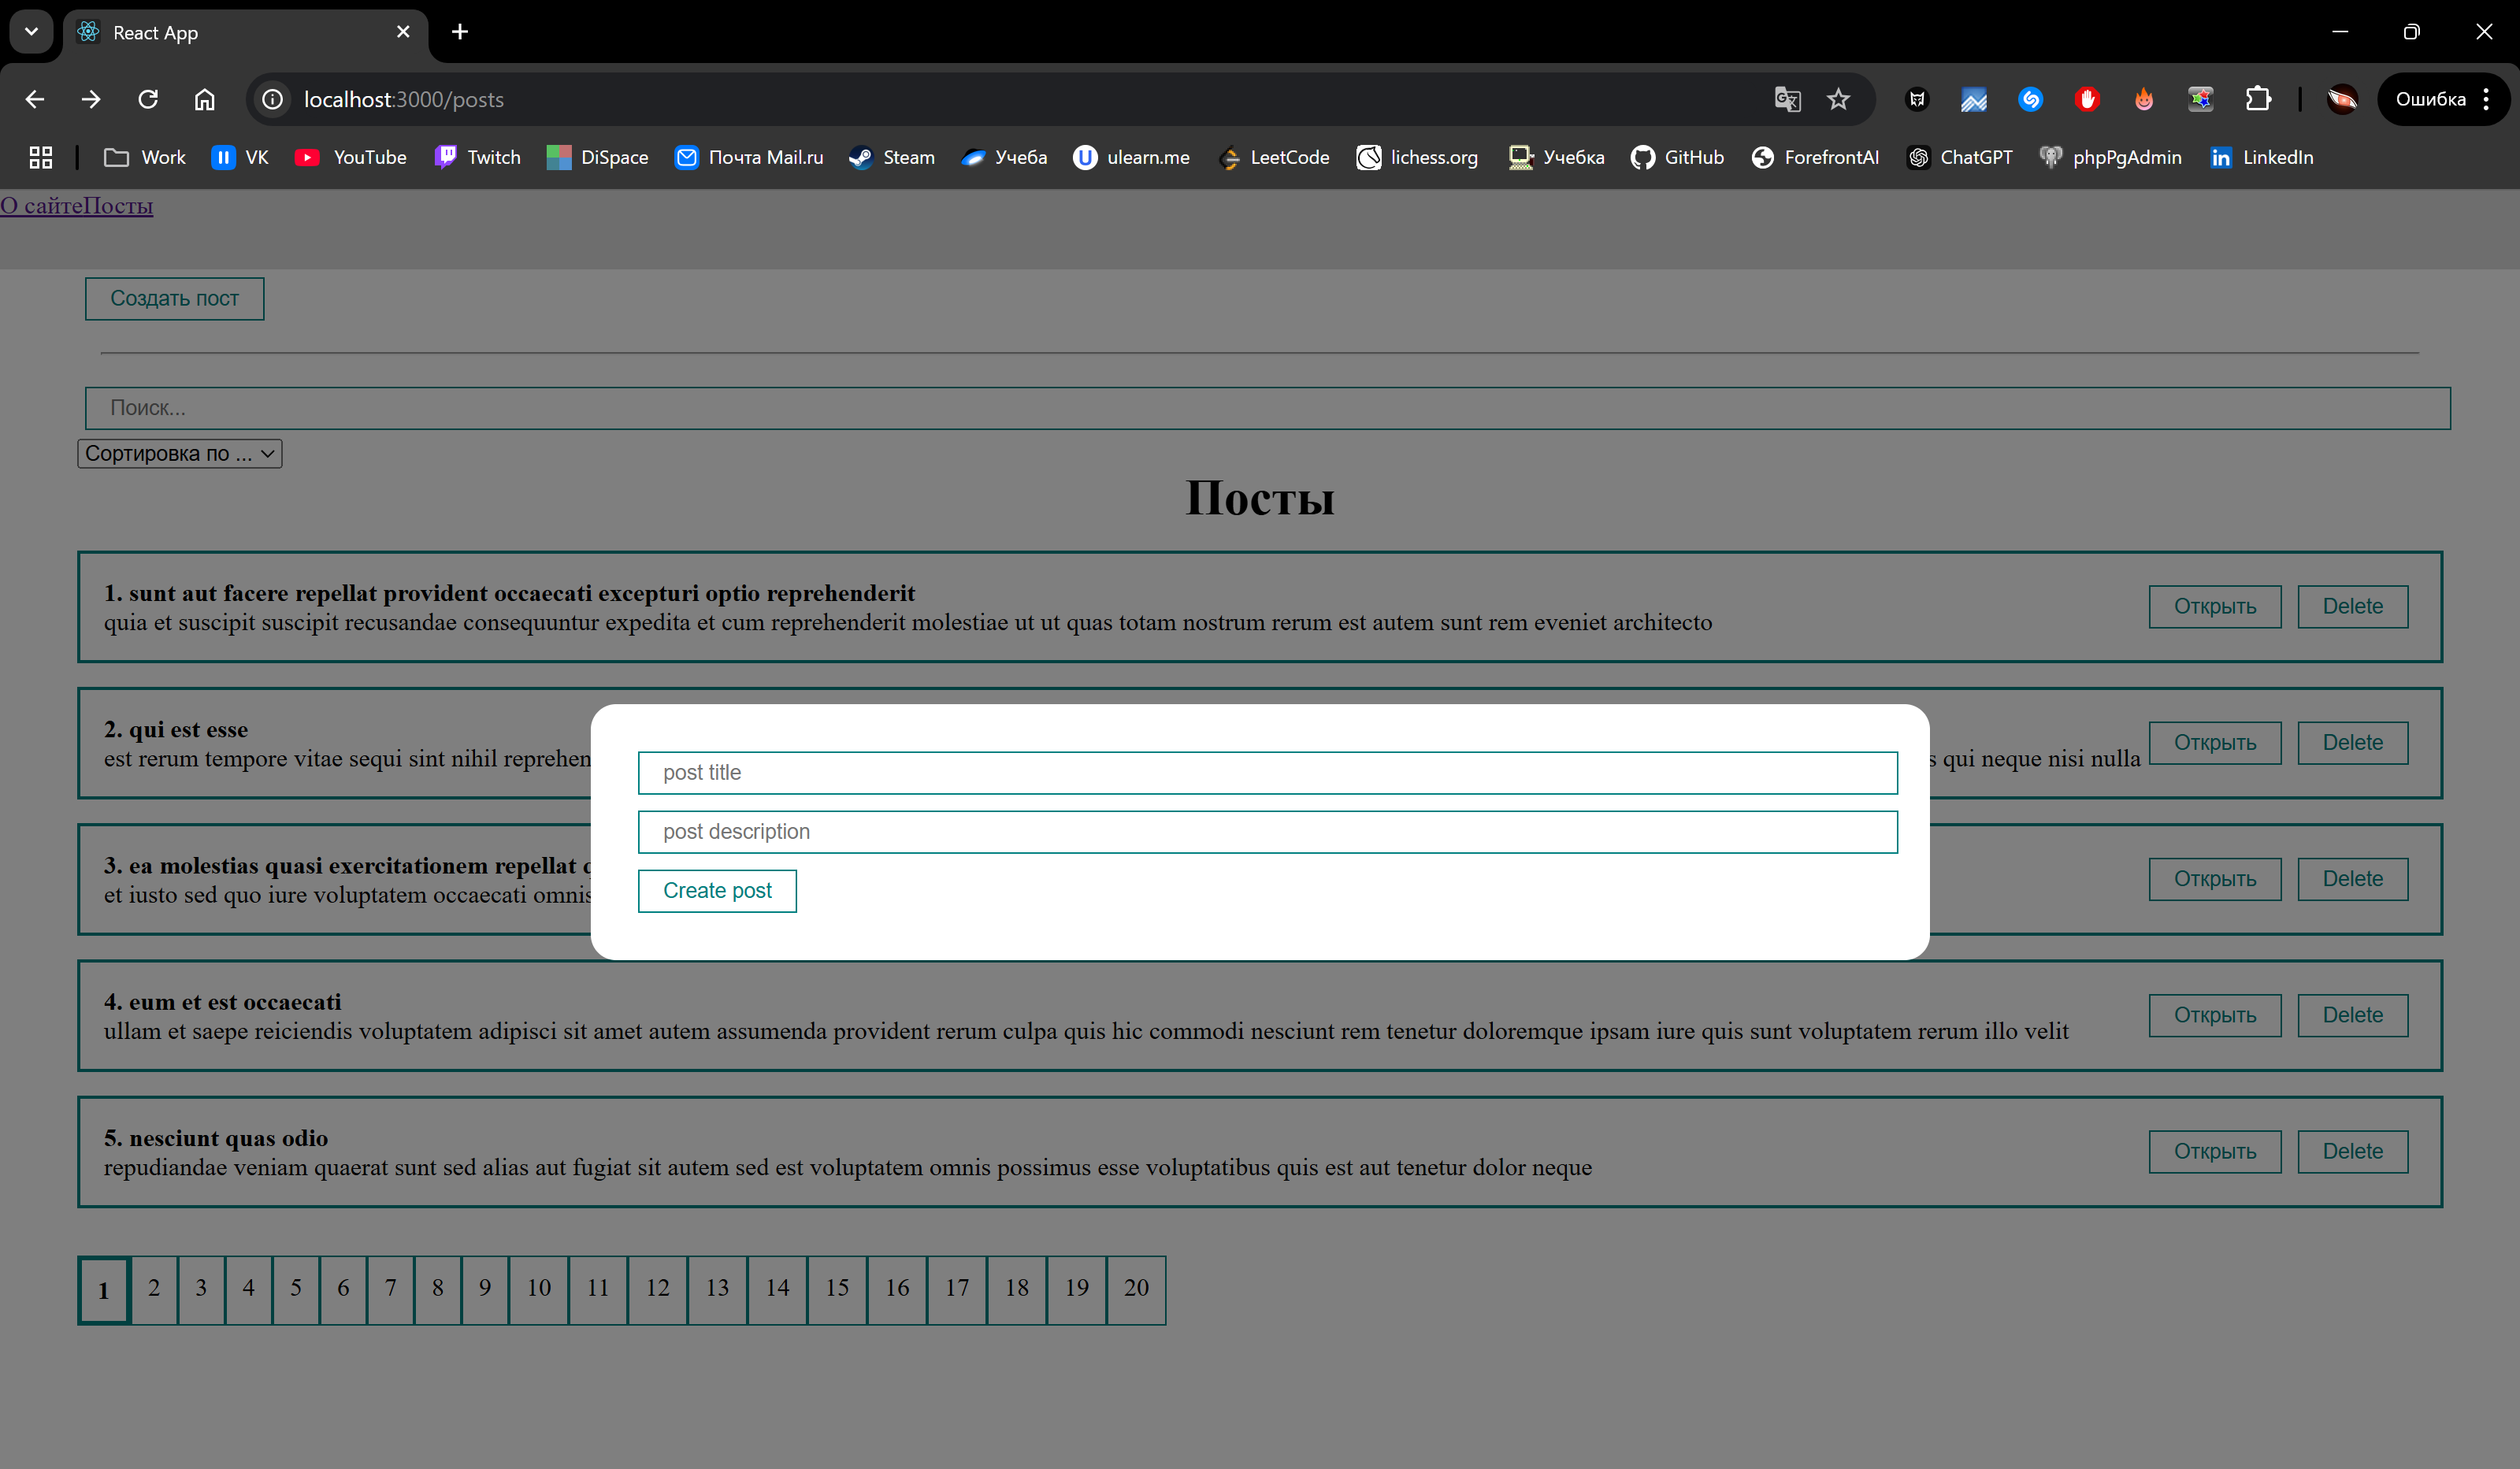 React App
localhost:3000/posts
Ошибка
Work VK YouTube Twitch DiSpace Почта Mail.ru Steam Учеба ulearn.me LeetCode lichess.org Учебка GitHub ForefrontAI ChatGPT phpPgAdmin LinkedIn
О сайтеПосты
Создать пост
Поиск...
Сортировка по ...
Посты
1. sunt aut facere repellat provident occaecati excepturi optio reprehenderit
quia et suscipit suscipit recusandae consequuntur expedita et cum reprehenderit molestiae ut ut quas totam nostrum rerum est autem sunt rem eveniet architecto
Открыть Delete
2. qui est esse
est rerum tempore vitae sequi sint nihil reprehen
s qui neque nisi nulla
Открыть Delete
post title
post description
Create post
3. ea molestias quasi exercitationem repellat q
et iusto sed quo iure voluptatem occaecati omnis
Открыть Delete
4. eum et est occaecati
ullam et saepe reiciendis voluptatem adipisci sit amet autem assumenda provident rerum culpa quis hic commodi nesciunt rem tenetur doloremque ipsam iure quis sunt voluptatem rerum illo velit
Открыть Delete
5. nesciunt quas odio
repudiandae veniam quaerat sunt sed alias aut fugiat sit autem sed est voluptatem omnis possimus esse voluptatibus quis est aut tenetur dolor neque
Открыть Delete
1 2 3 4 5 6 7 8 9 10 11 12 13 14 15 16 17 18 19 20